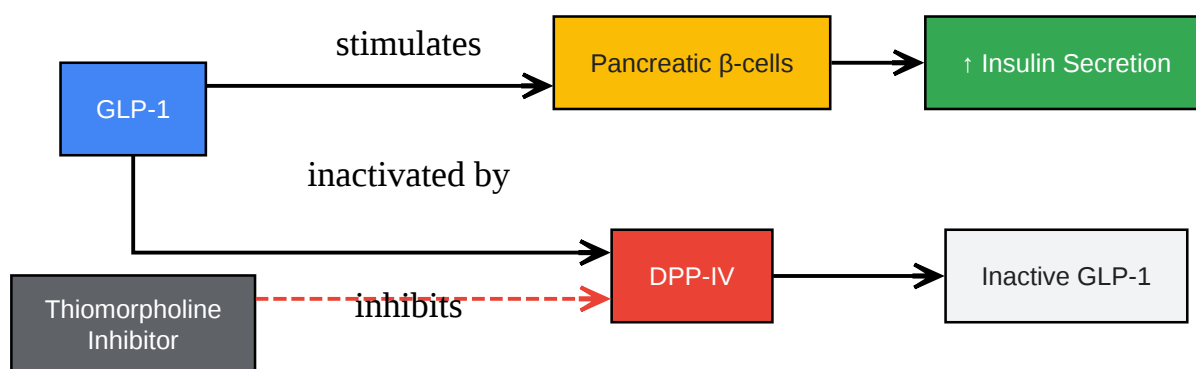 stimulates
Pancreatic β-cells
↑ Insulin Secretion
GLP-1
inactivated by
DPP-IV
Inactive GLP-1
Thiomorpholine
Inhibitor
inhibits